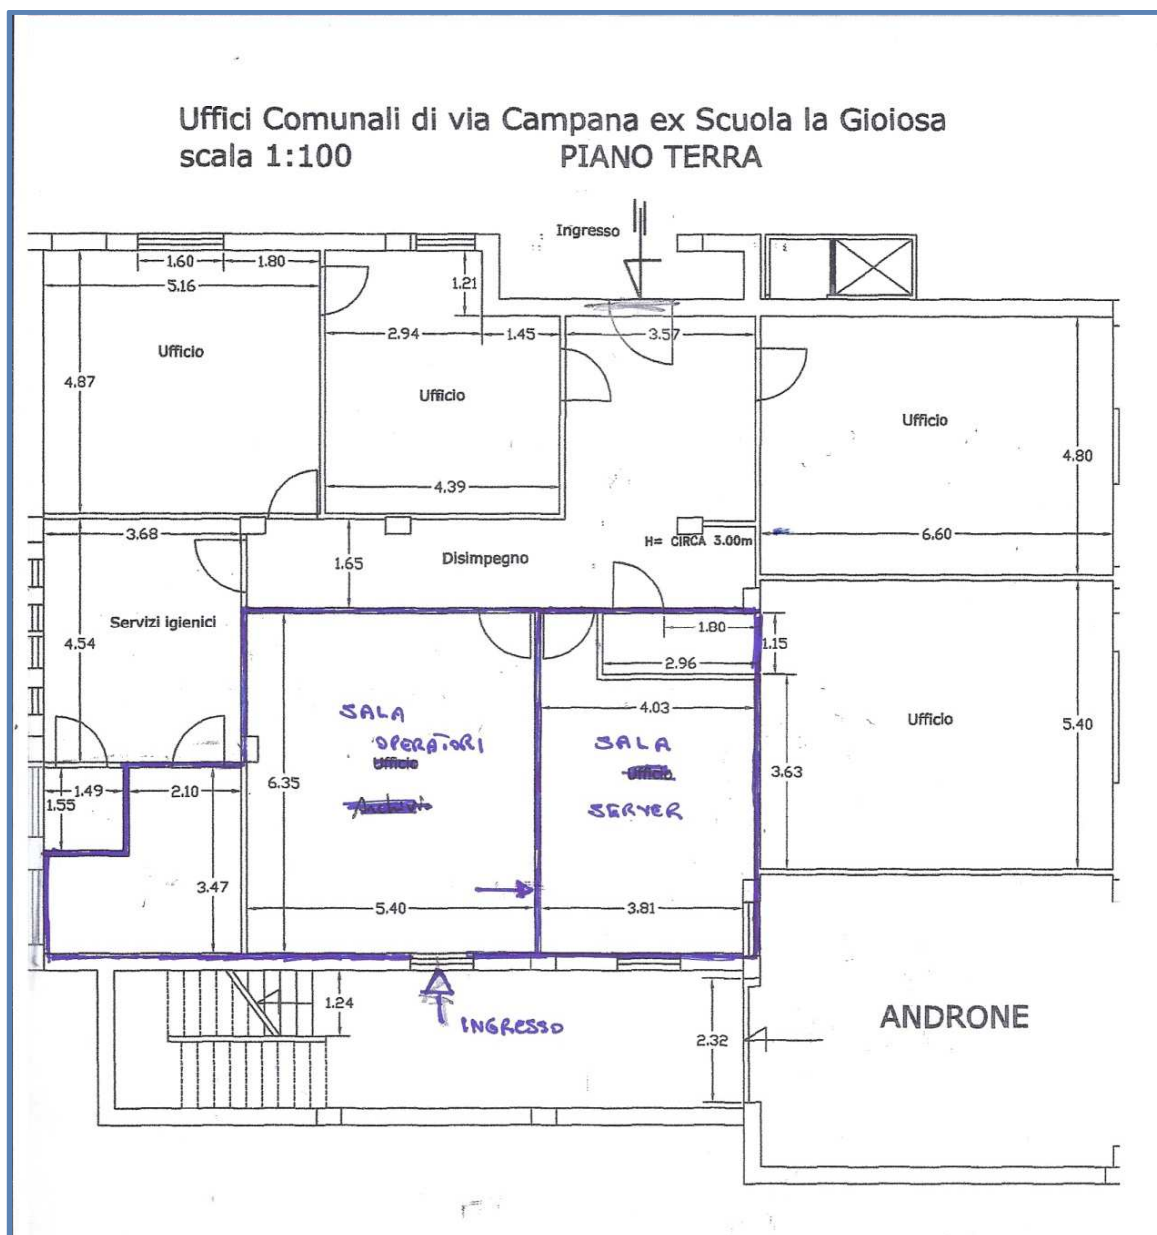 Uffici Comunali di via Campana ex Scuola la Gioiosa
scala 1:100 PIANO TERRA
Ingresso
1.60 1.80
5.16
1.21
2.94 1.45 3.57
Ufficio
4.87
Ufficio
Ufficio
4.80
4.39
3.68
1.65
Disimpegno
H= CIRCA 3.00m
6.60
Servizi igienici
4.54
1.80
1.15
2.96
4.03
SALA
OPERATORI
Ufficio
Archivio
SALA
Ufficio
SERVER
Ufficio
5.40
6.35
3.63
1.49 2.10
1.55
3.47
5.40
3.81
1.24
INGRESSO
2.32
ANDRONE